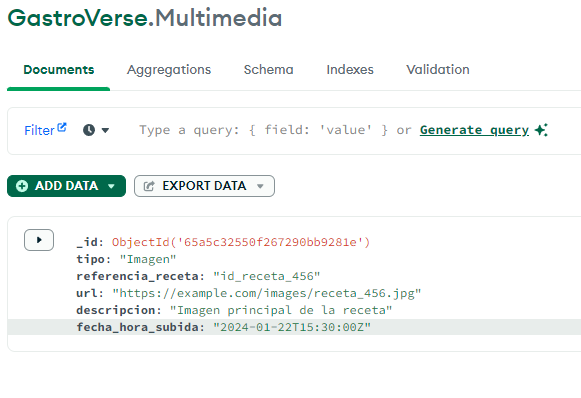 GastroVerse.Multimedia
Documents Aggregations Schema Indexes Validation
Filter Type a query: { field: 'value' } or Generate query
ADD DATA EXPORT DATA
_id: ObjectId('65a5c32550f267290bb9281e')
tipo: "Imagen"
referencia_receta: "id_receta_456"
url: "https://example.com/images/receta_456.jpg"
descripcion: "Imagen principal de la receta"
fecha_hora_subida: "2024-01-22T15:30:00Z"